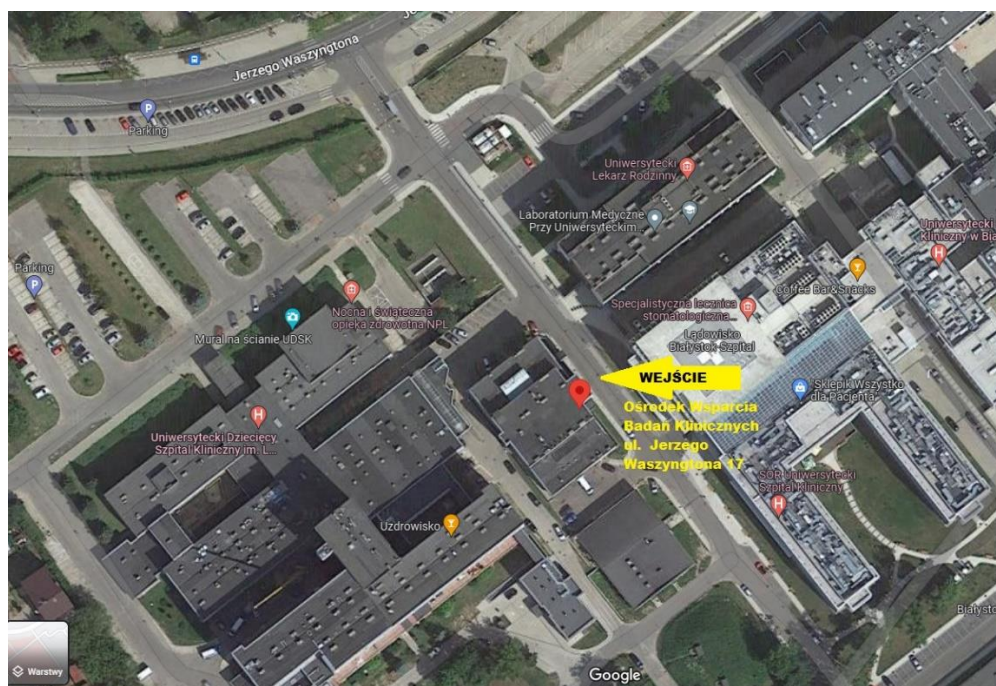 Jerzego Waszyngtona
Parking
Parking
Uniwersytecki
Lekarz Rodzinny
Laboratorium Medyczne
Przy Uniwersyteckim...
Uniwersytecki
Kliniczny w Bia
Coffee Bar&Snacks
Nocna i Świąteczna
opieka zdrowotna NPL
Mural na scianie UDSK
Specjalistyczna lecznica
stomatologiczna...
Lądowisko
Białystok-Szpital
WEJŚCIE
"Sklepik Wszystko
dla Pacjenta"
Ośrodek Wsparcia
Badań Klinicznych
ul. Jerzego
Waszyngtona 17
Uniwersytecki Dziecięcy
Szpital Kliniczny im. L...
SOR Uniwersytecki
Szpital Kliniczny
Uzdrowisko
Białysto
Warstwy
Google